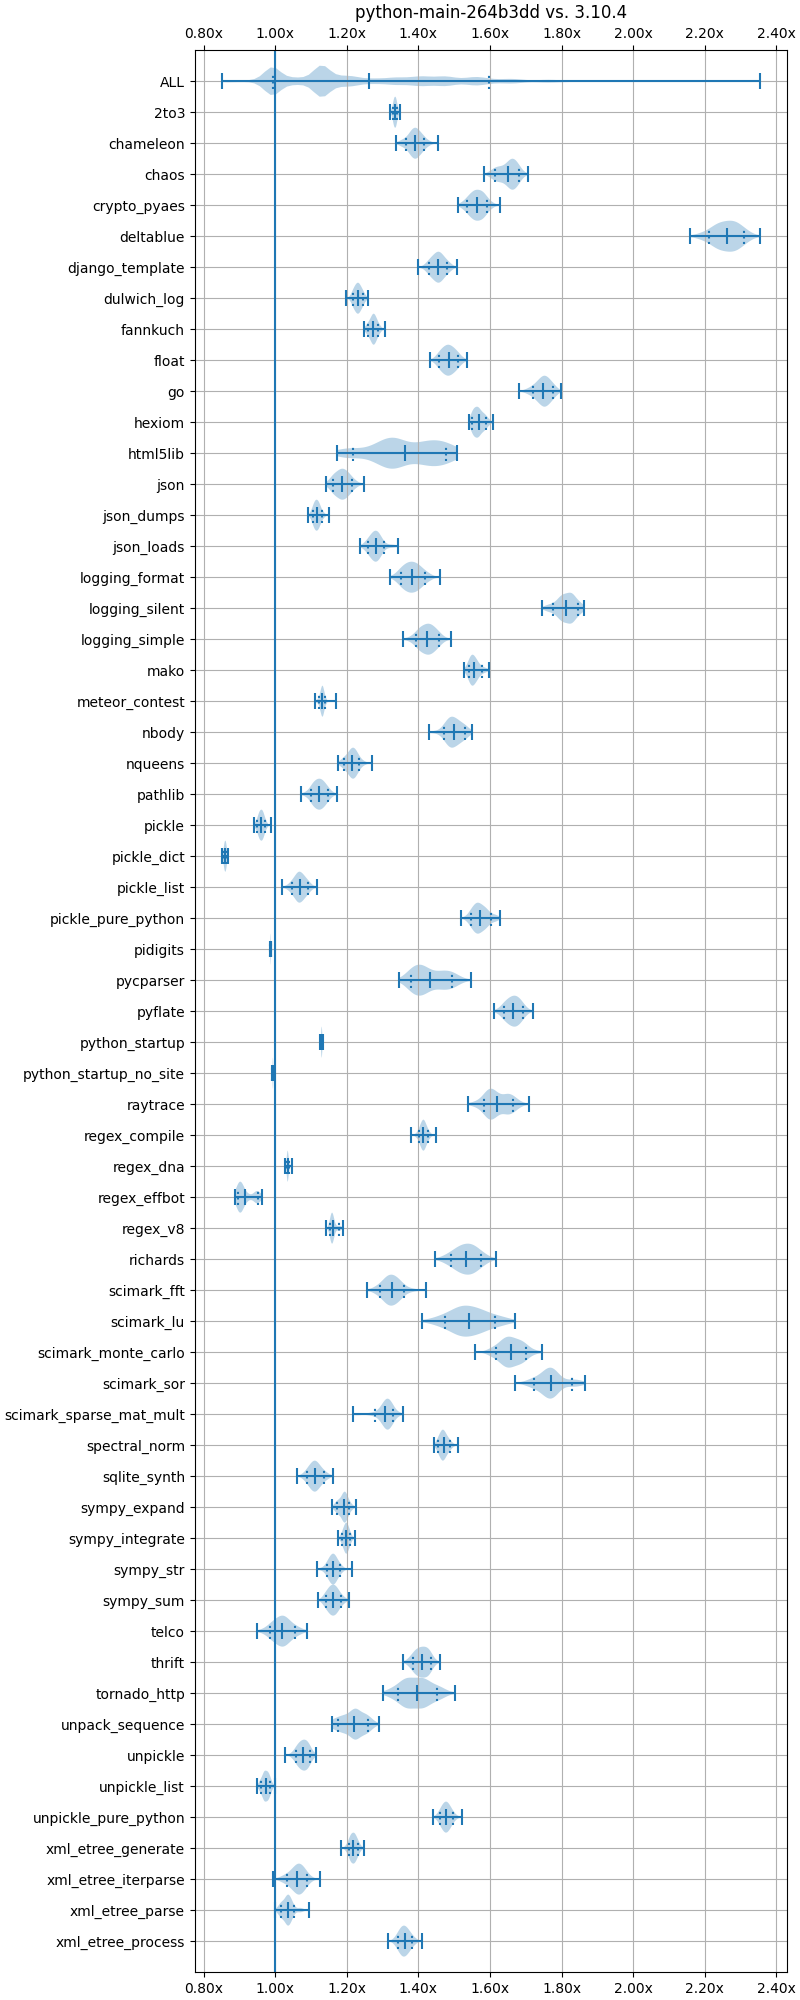 python-main-264b3dd vs. 3.10.4
0.80x 1.00x 1.20x 1.40x 1.60x 1.80x 2.00x 2.20x 2.40x
ALL
2to3
chameleon
chaos
crypto_pyaes
deltablue
django_template
dulwich_log
fannkuch
float
go
hexiom
html5lib
json
json_dumps
json_loads
logging_format
logging_silent
logging_simple
mako
meteor_contest
nbody
nqueens
pathlib
pickle
pickle_dict
pickle_list
pickle_pure_python
pidigits
pycparser
pyflate
python_startup
python_startup_no_site
raytrace
regex_compile
regex_dna
regex_effbot
regex_v8
richards
scimark_fft
scimark_lu
scimark_monte_carlo
scimark_sor
scimark_sparse_mat_mult
spectral_norm
sqlite_synth
sympy_expand
sympy_integrate
sympy_str
sympy_sum
telco
thrift
tornado_http
unpack_sequence
unpickle
unpickle_list
unpickle_pure_python
xml_etree_generate
xml_etree_iterparse
xml_etree_parse
xml_etree_process
0.80x 1.00x 1.20x 1.40x 1.60x 1.80x 2.00x 2.20x 2.40x